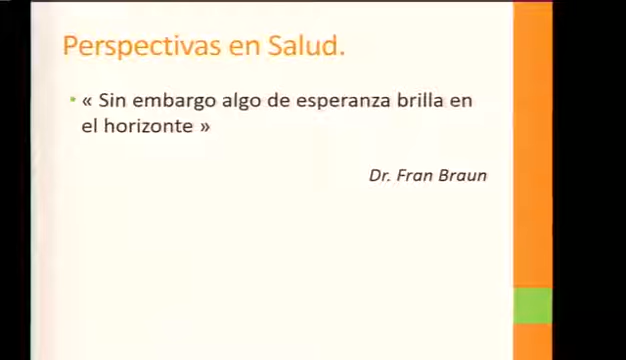 Perspectivas en Salud.
• « Sin embargo algo de esperanza brilla en
el horizonte »
Dr. Fran Braun